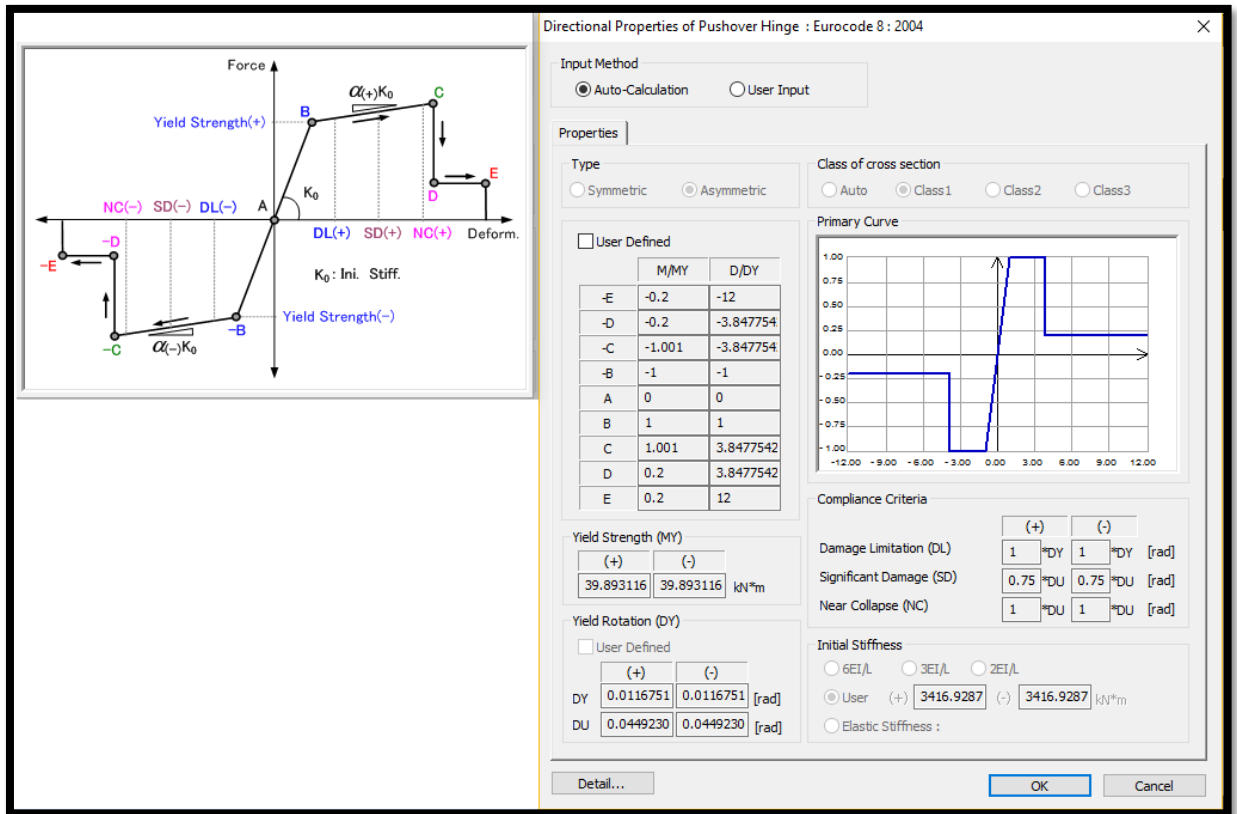 Force
α(+)K0
C
B
Yield Strength(+)
E
K0
D
NC(-) SD(-) DL(-) A
DL(+) SD(+) NC(+) Deform.
-D
-E
K0: Ini. Stiff.
Yield Strength(-)
-B
-C
α(-)K0
Directional Properties of Pushover Hinge : Eurocode 8 : 2004
Input Method
Auto-Calculation User Input
Properties
Type
Symmetric Asymmetric
User Defined
M/MY D/DY
-E -0.2 -12
-D -0.2 -3.847754
-C -1.001 -3.847754
-B -1 -1
A 0 0
B 1 1
C 1.001 3.8477542
D 0.2 3.8477542
E 0.2 12
Yield Strength (MY)
(+) (-)
39.893116 39.893116 kN*m
Yield Rotation (DY)
User Defined
(+) (-)
DY 0.0116751 0.0116751 [rad]
DU 0.0449230 0.0449230 [rad]
Class of cross section
Auto Class1 Class2 Class3
Primary Curve
1.00
0.75
0.50
0.25
0.00
-0.25
-0.50
-0.75
-1.00
-12.00 -9.00 -6.00 -3.00 0.00 3.00 6.00 9.00 12.00
Compliance Criteria
(+) (-)
Damage Limitation (DL) 1 *DY 1 *DY [rad]
Significant Damage (SD) 0.75 *DU 0.75 *DU [rad]
Near Collapse (NC) 1 *DU 1 *DU [rad]
Initial Stiffness
6EI/L 3EI/L 2EI/L
User (+) 3416.9287 (-) 3416.9287 kN*m
Elastic Stiffness :
Detail... OK Cancel